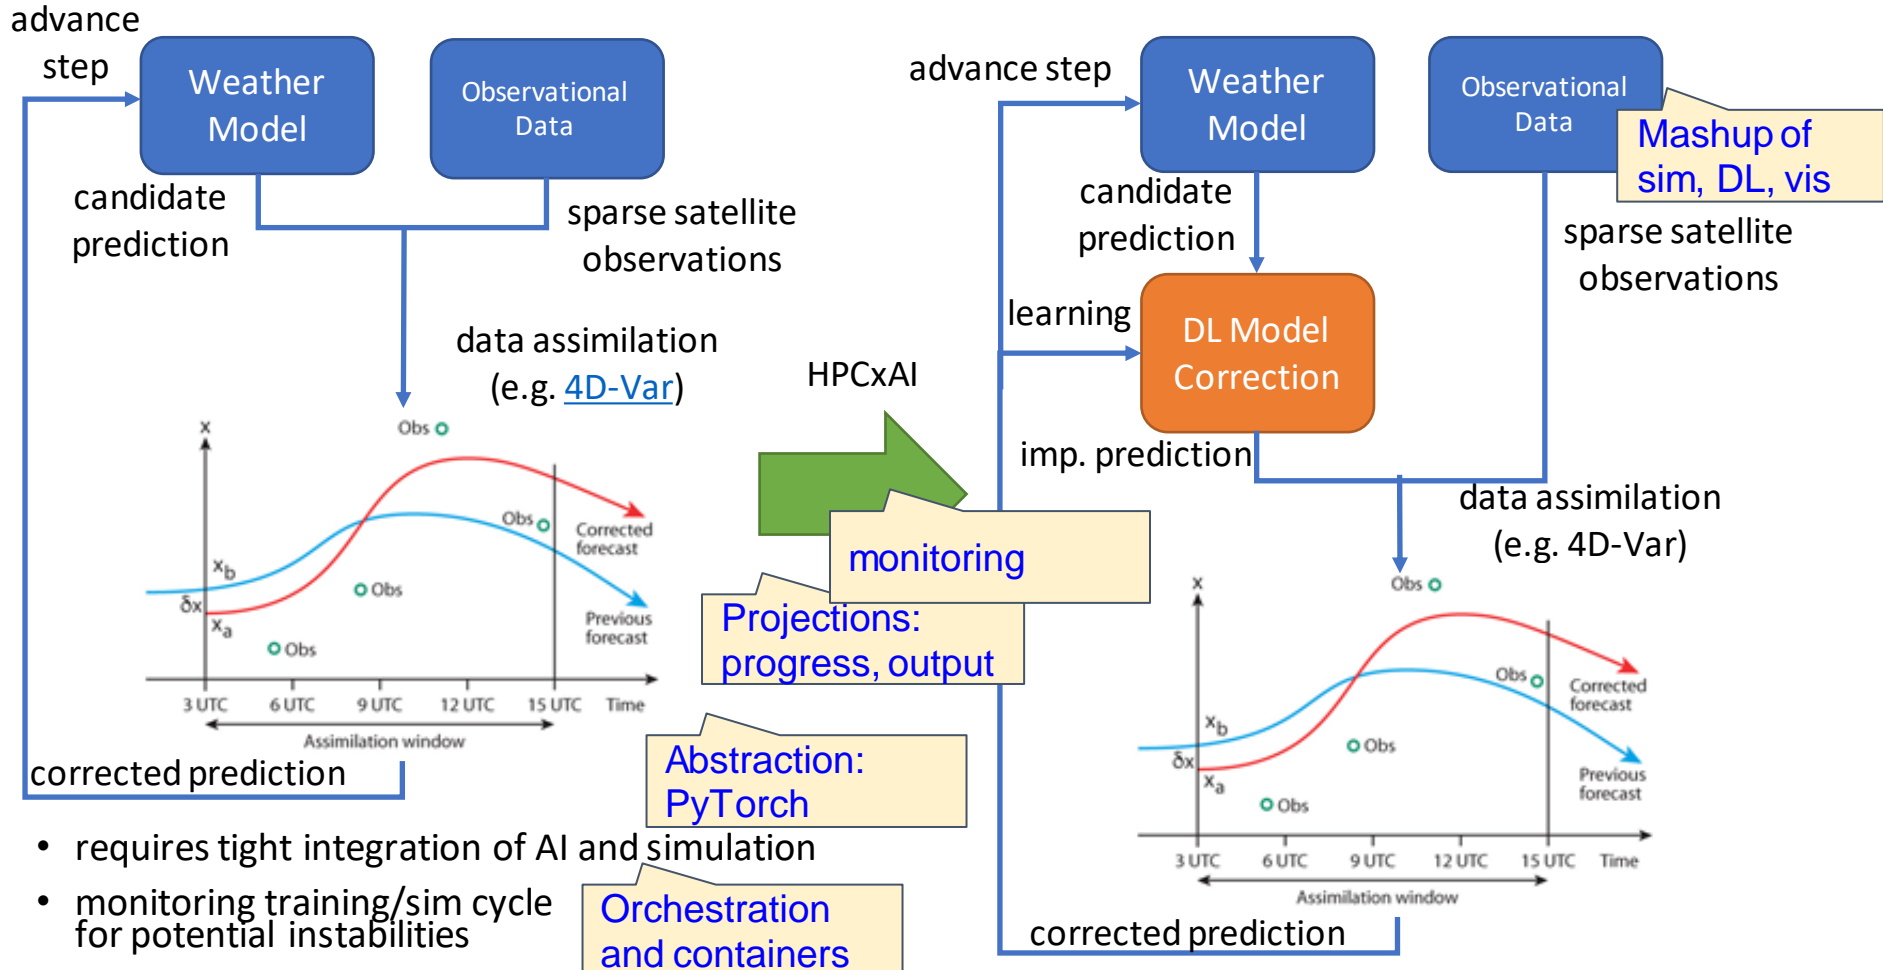 advance
step
Weather
Model
Observational
Data
candidate
prediction
sparse satellite
observations
data assimilation
(e.g. 4D-Var)
x
Obs
Obs
Corrected
forecast
xb
δx
xa
Obs
Obs
Previous
forecast
3 UTC 6 UTC 9 UTC 12 UTC 15 UTC Time
Assimilation window
corrected prediction
• requires tight integration of AI and simulation
• monitoring training/sim cycle
for potential instabilities
HPCxAI
monitoring
Projections:
progress, output
Abstraction:
PyTorch
Orchestration
and containers
advance step
Weather
Model
Observational
Data
Mashup of
sim, DL, vis
candidate
prediction
sparse satellite
observations
learning
DL Model
Correction
imp. prediction
data assimilation
(e.g. 4D-Var)
x
Obs
Obs
Corrected
forecast
xb
δx
xa
Obs
Obs
Previous
forecast
3 UTC 6 UTC 9 UTC 12 UTC 15 UTC Time
Assimilation window
corrected prediction